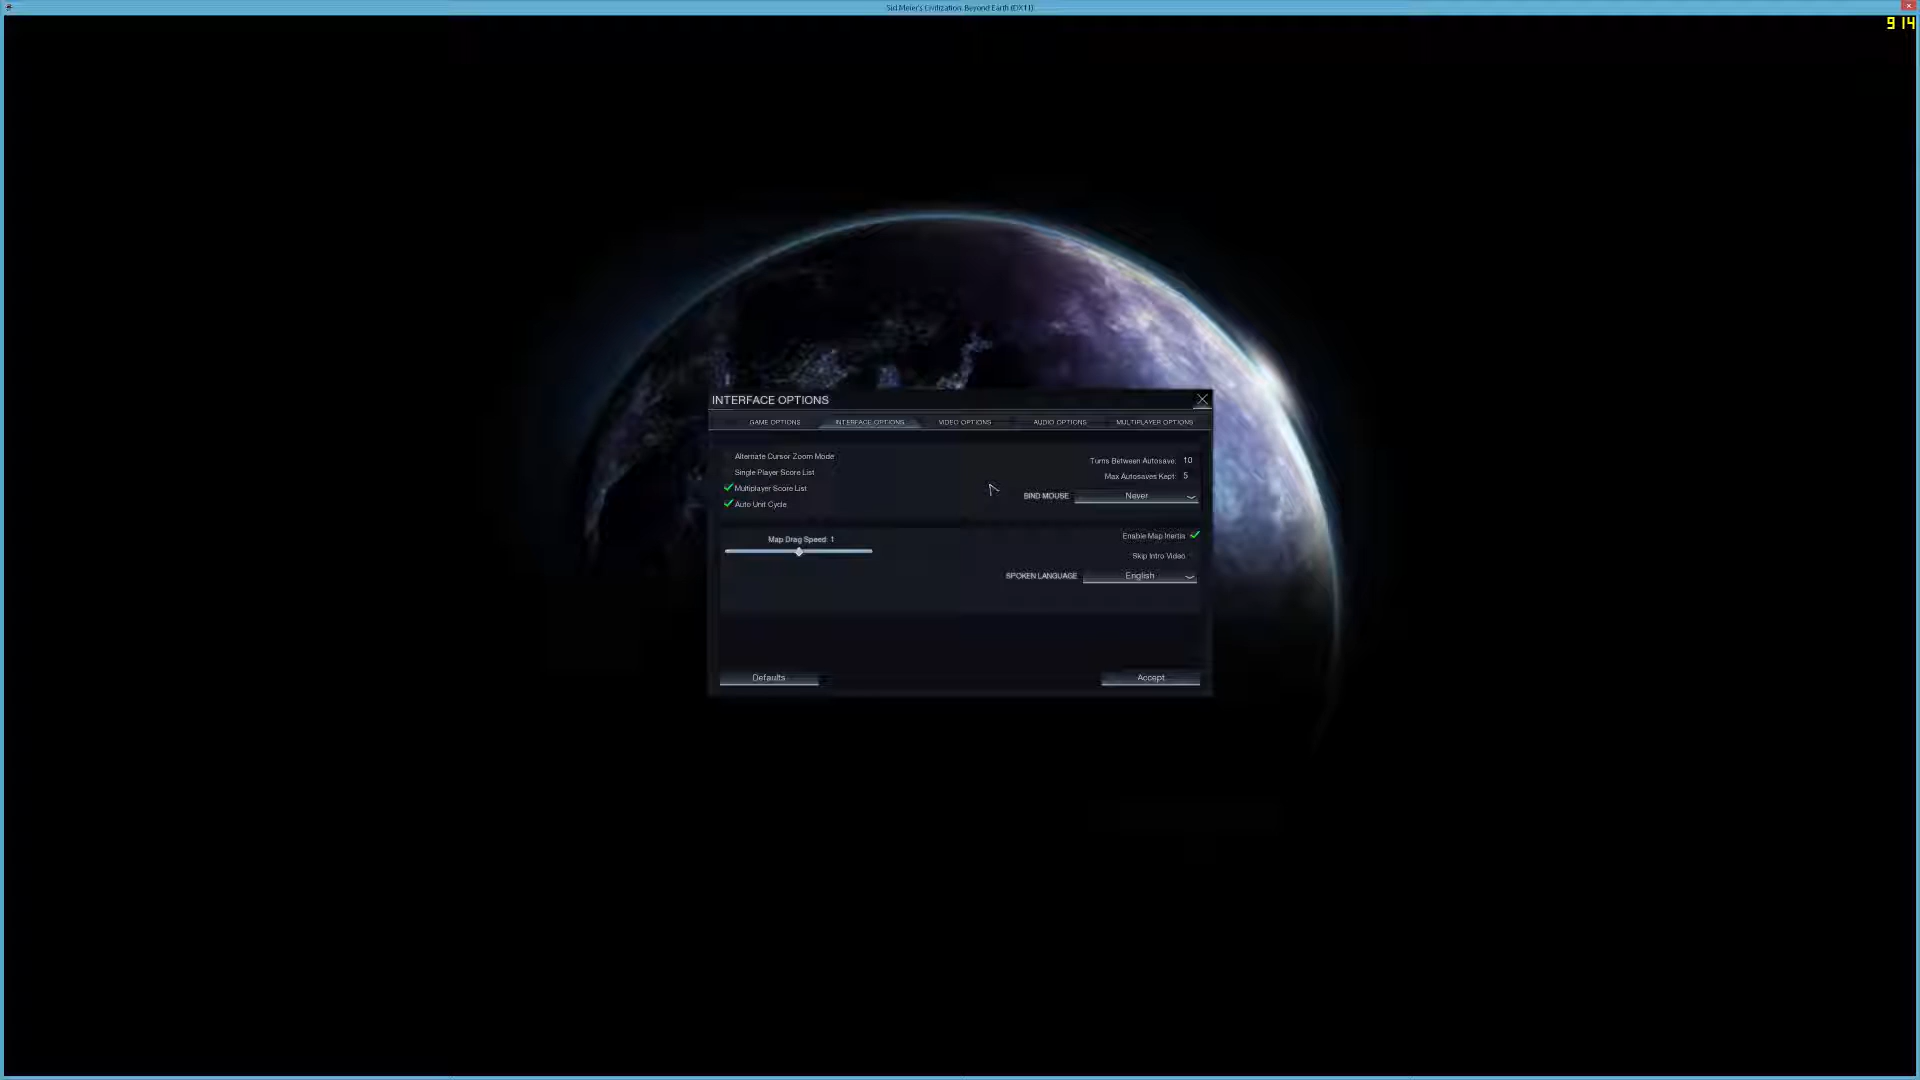 Sid Meier's Civilization: Beyond Earth (DX11)
914
INTERFACE OPTIONS
GAME OPTIONS INTERFACE OPTIONS VIDEO OPTIONS AUDIO OPTIONS MULTIPLAYER OPTIONS
Alternate Cursor Zoom Mode
Single Player Score List
Multiplayer Score List
Auto Unit Cycle
Turns Between Autosave: 10
Max Autosaves Kept: 5
BIND MOUSE Never
Map Drag Speed: 1
Enable Map Inertia
Skip Intro Video
SPOKEN LANGUAGE English
Defaults
Accept